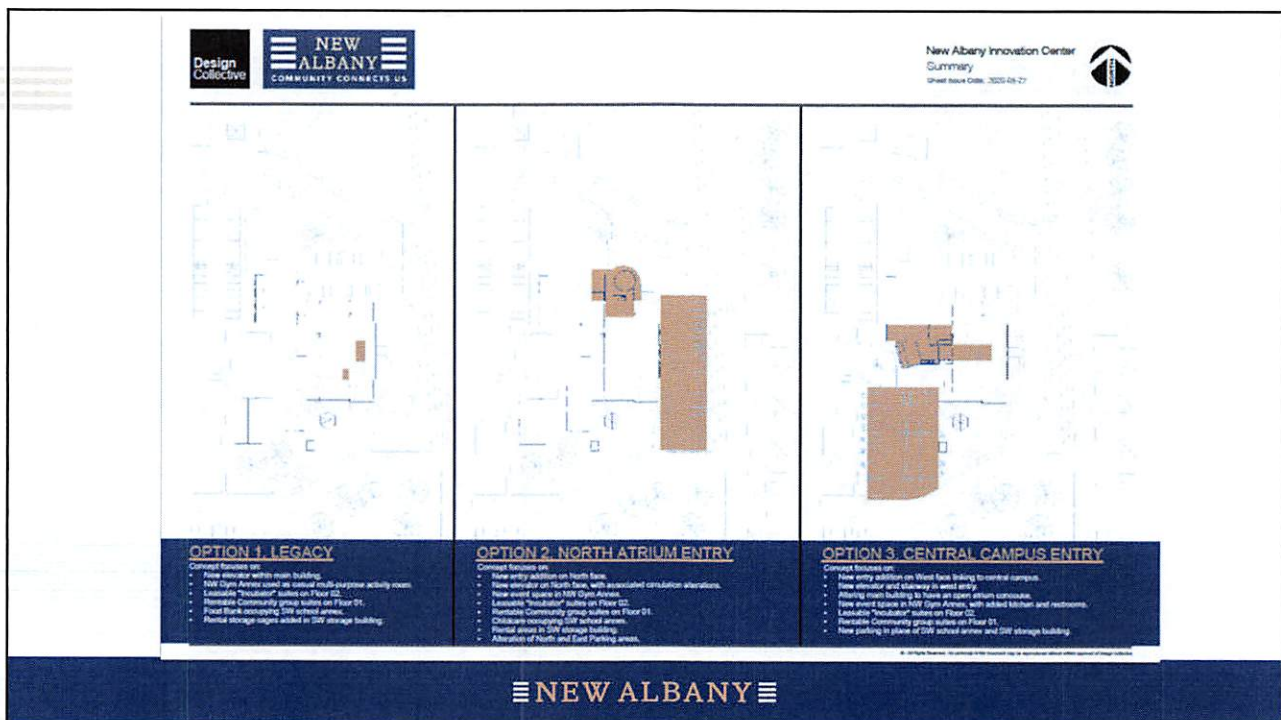 Design
Collective
NEW
ALBANY
COMMUNITY CONNECTS US
New Albany Innovation Center
Summary
Sheet Issue Date:
NORTH
OPTION 1. LEGACY
Concept focuses on:
• New elevator within main building.
• NW Gym Annex used as casual multi-purpose activity room
• Leasable "Incubator" suites on Floor 02.
• Rentable Community group suites on Floor 01.
• Food Bank occupying SW school annex.
• Rental storage cages added in SW storage building.
OPTION 2. NORTH ATRIUM ENTRY
Concept focuses on:
• New entry addition on North face.
• New elevator on North face, with associated circulation alterations.
• New event space in NW Gym Annex.
• Leasable "Incubator" suites on Floor 02.
• Rentable Community group suites on Floor 01.
• Childcare occupying SW school annex.
• Rental areas in SW storage building.
• Alteration of North and East Parking areas.
OPTION 3. CENTRAL CAMPUS ENTRY
Concept focuses on:
• New entry addition on West face linking to central campus.
• New elevator and stairway in west entry.
• Altering main building to have an open atrium concourse.
• New event space in NW Gym Annex, with added kitchen and restrooms.
• Leasable "Incubator" suites on Floor 02.
• Rentable Community group suites on Floor 01.
• New parking in place of SW school annex and SW storage building.
NEW ALBANY